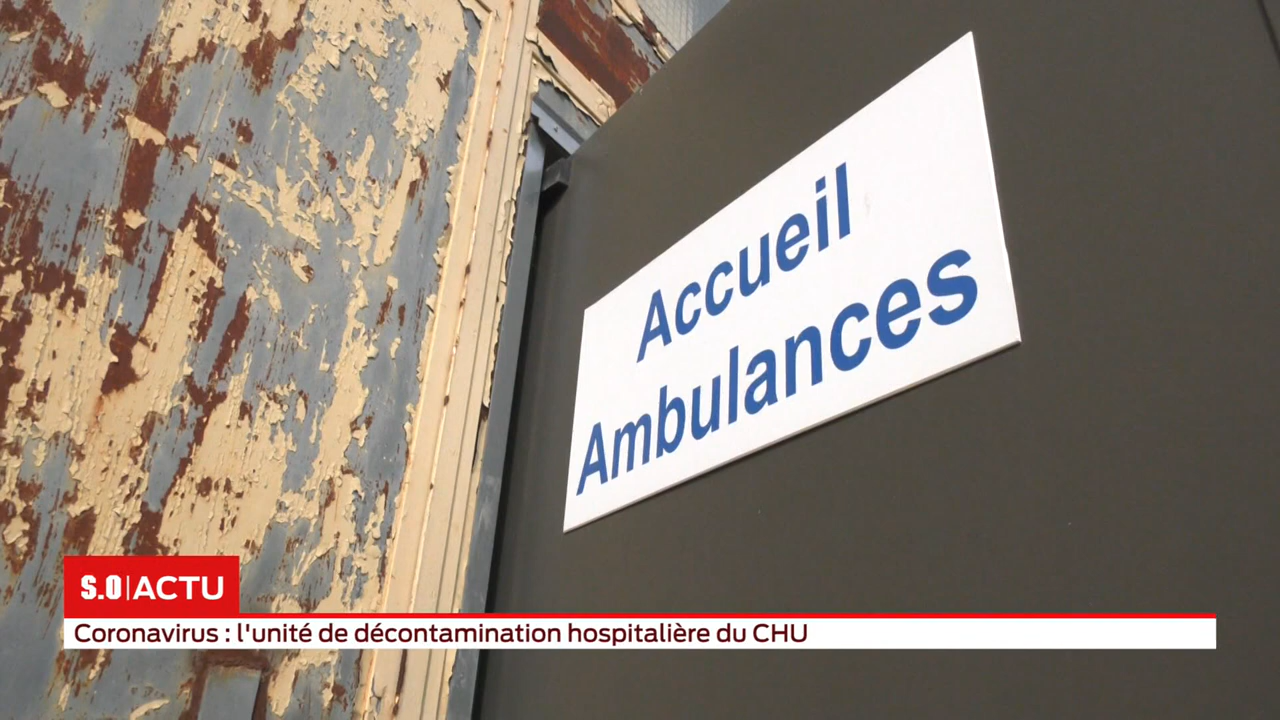 Accueil
Ambulances
S.O|ACTU
Coronavirus : l'unité de décontamination hospitalière du CHU